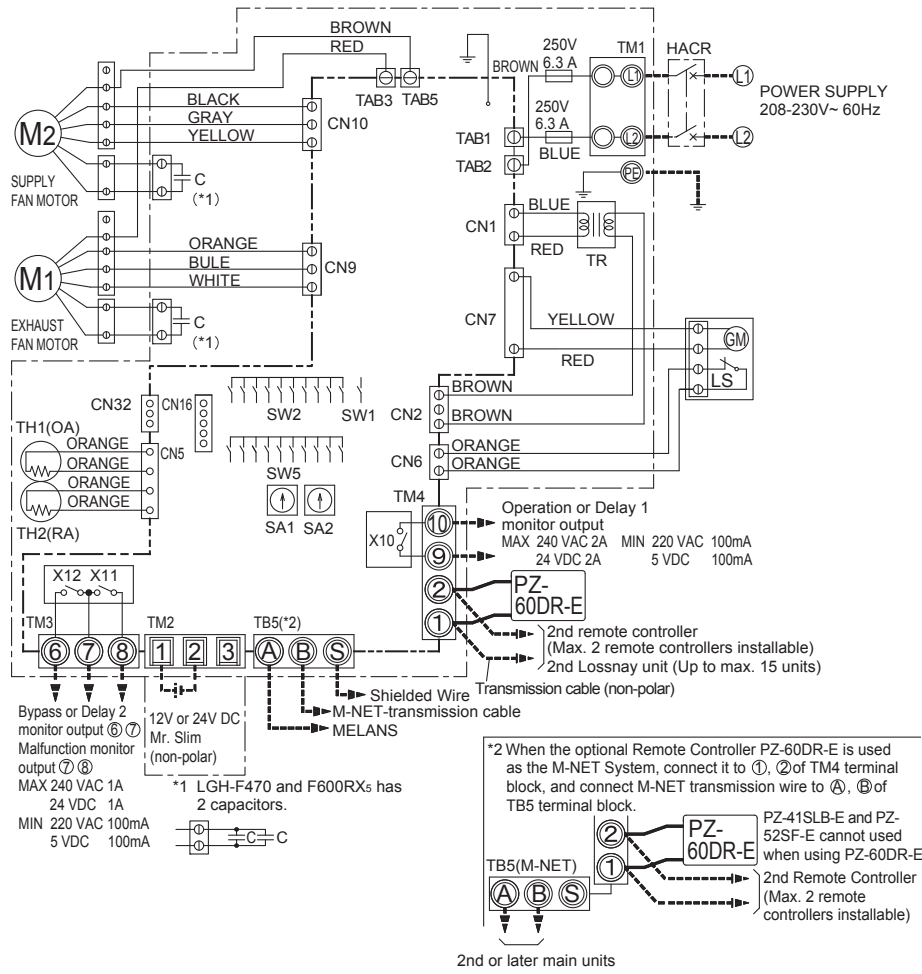 BROWN
RED
TAB3
TAB5
BLACK
GRAY
YELLOW
CN10
M2
SUPPLY
FAN MOTOR
C
(*1)
ORANGE
BULE
WHITE
CN9
M1
EXHAUST
FAN MOTOR
C
(*1)
250V
6.3 A
BROWN
250V
6.3 A
BLUE
TAB1
TAB2
TM1
HACR
L1
L2
L1
L2
POWER SUPPLY
208-230V~ 60Hz
PE
CN1
BLUE
RED
TR
CN7
YELLOW
RED
GM
LS
CN2
BROWN
BROWN
CN6
ORANGE
ORANGE
CN32
CN16
CN5
SW2
SW1
SW5
SA1
SA2
TH1(OA)
ORANGE
ORANGE
ORANGE
ORANGE
TH2(RA)
TM4
X10
10
9
2
1
Operation or Delay 1
monitor output
MAX 240 VAC 2A MIN 220 VAC 100mA
24 VDC 2A 5 VDC 100mA
PZ-
60DR-E
2nd remote controller
(Max. 2 remote controllers installable)
2nd Lossnay unit (Up to max. 15 units)
Transmission cable (non-polar)
X12 X11
TM3
6 7 8
TM2
1 2 3
TB5(*2)
A B S
Shielded Wire
M-NET-transmission cable
MELANS
Bypass or Delay 2
monitor output ⑥⑦
Malfunction monitor
output ⑦⑧
MAX 240 VAC 1A
24 VDC 1A
MIN 220 VAC 100mA
5 VDC 100mA
12V or 24V DC
Mr. Slim
(non-polar)
*1 LGH-F470 and F600RX5 has
2 capacitors.
C C
*2 When the optional Remote Controller PZ-60DR-E is used
as the M-NET System, connect it to ①, ② of TM4 terminal
block, and connect M-NET transmission wire to Ⓐ, Ⓑ of
TB5 terminal block.
2
1
PZ-
60DR-E
PZ-41SLB-E and PZ-
52SF-E cannot used
when using PZ-60DR-E
2nd Remote Controller
(Max. 2 remote
controllers installable)
TB5(M-NET)
A B S
2nd or later main units